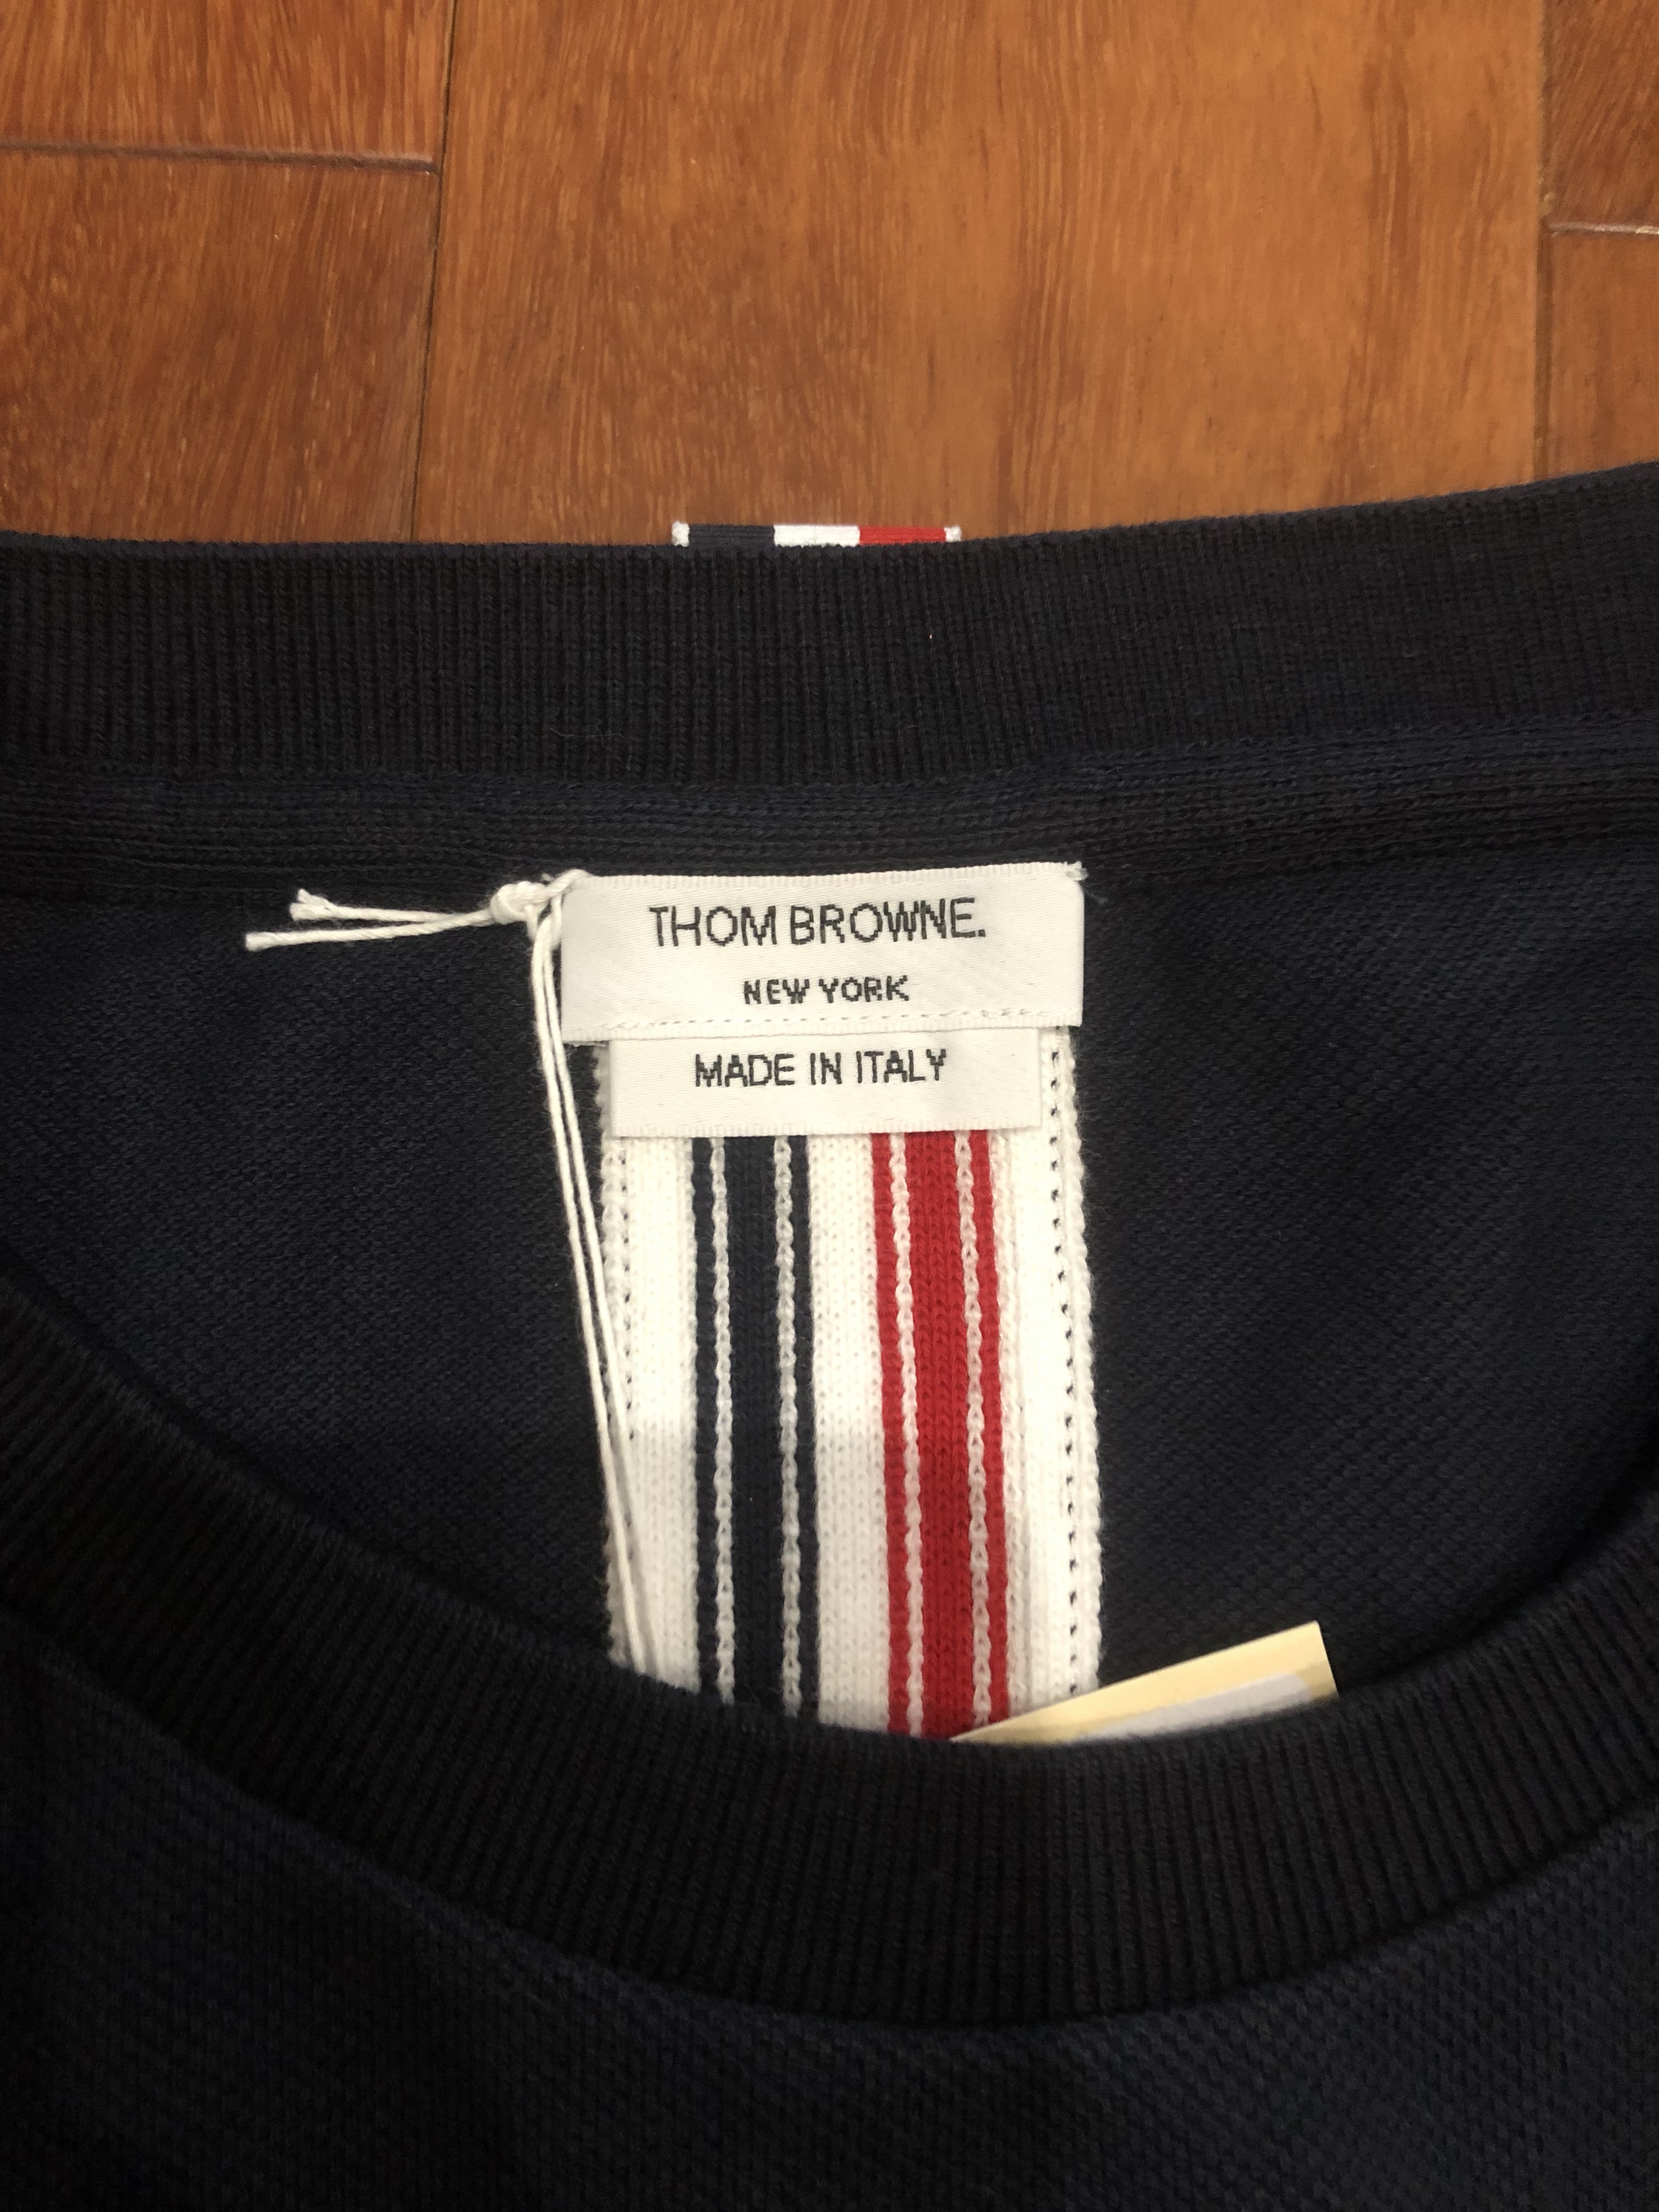 THOM BROWNE.
NEW YORK
MADE IN ITALY